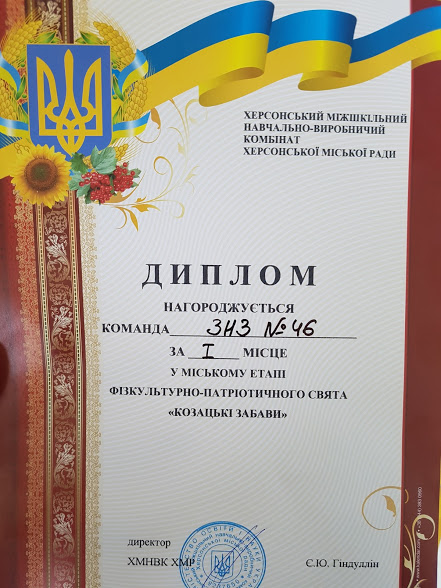 ХЕРСОНСЬКИЙ МІЖШКІЛЬНИЙ
НАВЧАЛЬНО-ВИРОБНИЧИЙ
КОМБІНАТ
ХЕРСОНСЬКОЇ МІСЬКОЇ РАДИ
ДИПЛОМ
НАГОРОДЖУЄТЬСЯ
КОМАНДА ЗНЗ № 46
ЗА І МІСЦЕ
У МІСЬКОМУ ЕТАПІ
ФІЗКУЛЬТУРНО-ПАТРІОТИЧНОГО СВЯТА
«КОЗАЦЬКІ ЗАБАВИ»
директор
ХМНВК ХМР
Є.Ю. Гіндуллін